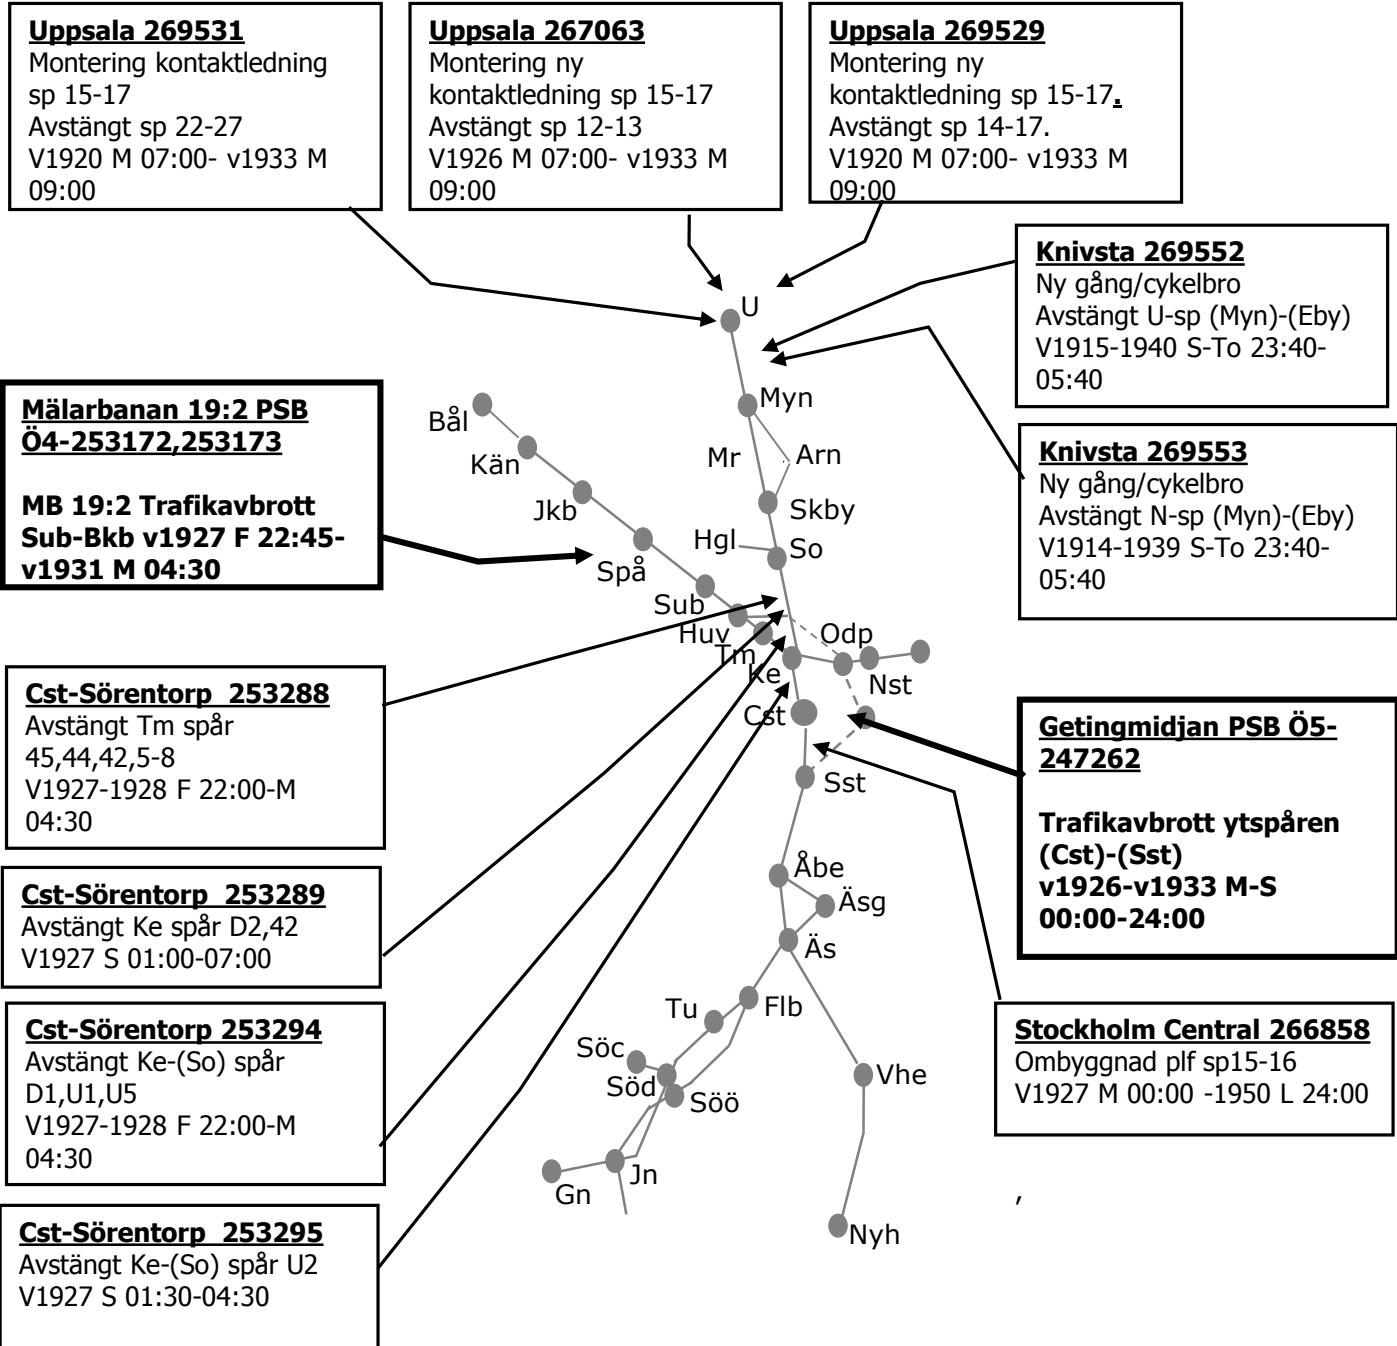 Uppsala 269531
Montering kontaktledning
sp 15-17
Avstängt sp 22-27
V1920 M 07:00- v1933 M
09:00
Uppsala 267063
Montering ny
kontaktledning sp 15-17
Avstängt sp 12-13
V1926 M 07:00- v1933 M
09:00
Uppsala 269529
Montering ny
kontaktledning sp 15-17.
Avstängt sp 14-17.
V1920 M 07:00- v1933 M
09:00
Knivsta 269552
Ny gång/cykelbro
Avstängt U-sp (Myn)-(Eby)
V1915-1940 S-To 23:40-
05:40
Knivsta 269553
Ny gång/cykelbro
Avstängt N-sp (Myn)-(Eby)
V1914-1939 S-To 23:40-
05:40
Mälarbanan 19:2 PSB
Ö4-253172,253173
MB 19:2 Trafikavbrott
Sub-Bkb v1927 F 22:45-
v1931 M 04:30
Cst-Sörentorp 253288
Avstängt Tm spår
45,44,42,5-8
V1927-1928 F 22:00-M
04:30
Cst-Sörentorp 253289
Avstängt Ke spår D2,42
V1927 S 01:00-07:00
Cst-Sörentorp 253294
Avstängt Ke-(So) spår
D1,U1,U5
V1927-1928 F 22:00-M
04:30
Cst-Sörentorp 253295
Avstängt Ke-(So) spår U2
V1927 S 01:30-04:30
Getingmidjan PSB Ö5-
247262
Trafikavbrott ytspåren
(Cst)-(Sst)
v1926-v1933 M-S
00:00-24:00
Stockholm Central 266858
Ombyggnad plf sp15-16
V1927 M 00:00 -1950 L 24:00
U
Myn
Bål
Kän
Mr
Arn
Jkb
Skby
Hgl
So
Spå
Sub
Huv
Odp
Tm
Ke
Nst
Cst
Sst
Åbe
Äsg
Äs
Tu
Flb
Söc
Söd
Söö
Vhe
Jn
Gn
Nyh
,